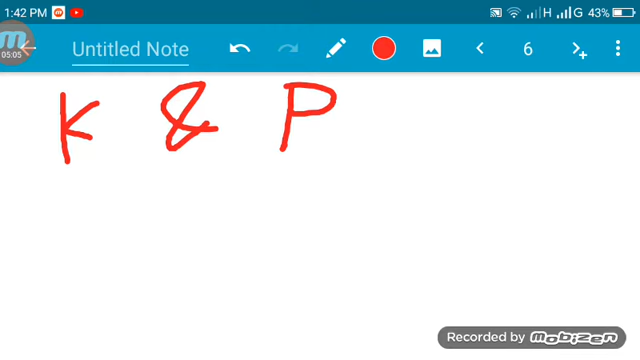 1:42 PM H G 43%
05:05 Untitled Note 6
K & P
Recorded by mobizen